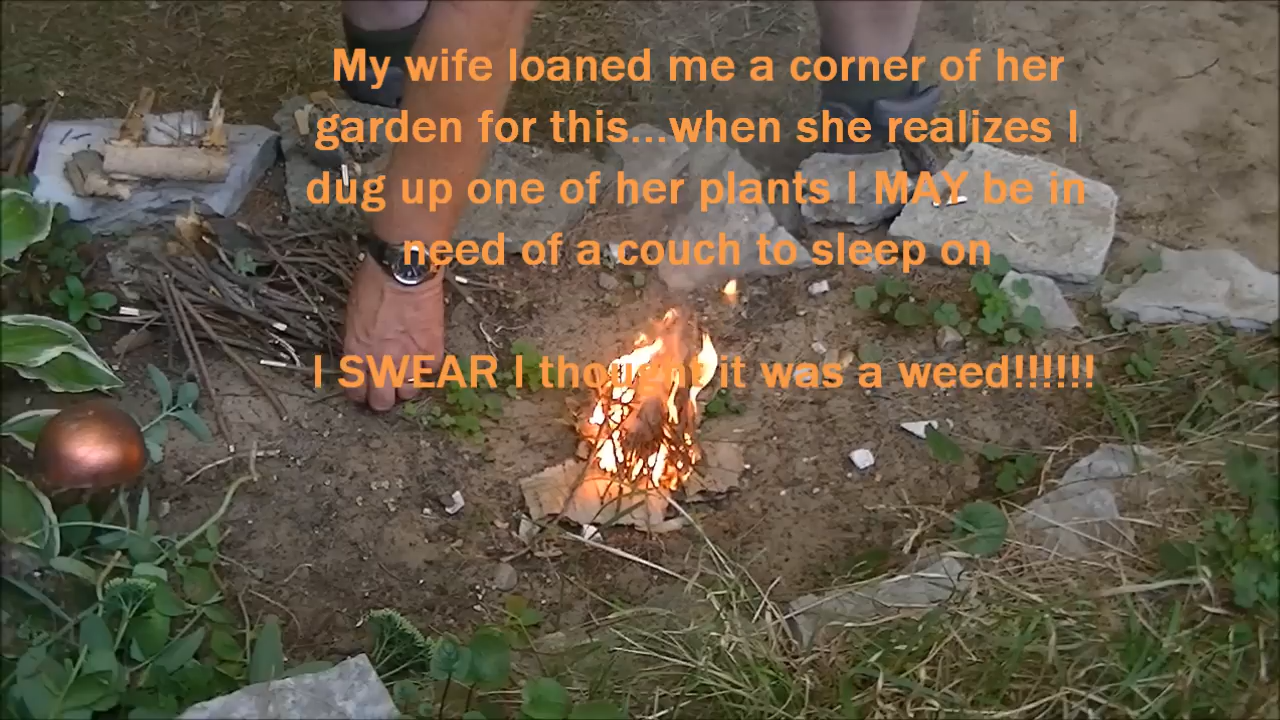 My wife loaned me a corner of her
garden for this...when she realizes I
dug up one of her plants I MAY be in
need of a couch to sleep on
I SWEAR I thought it was a weed!!!!!!